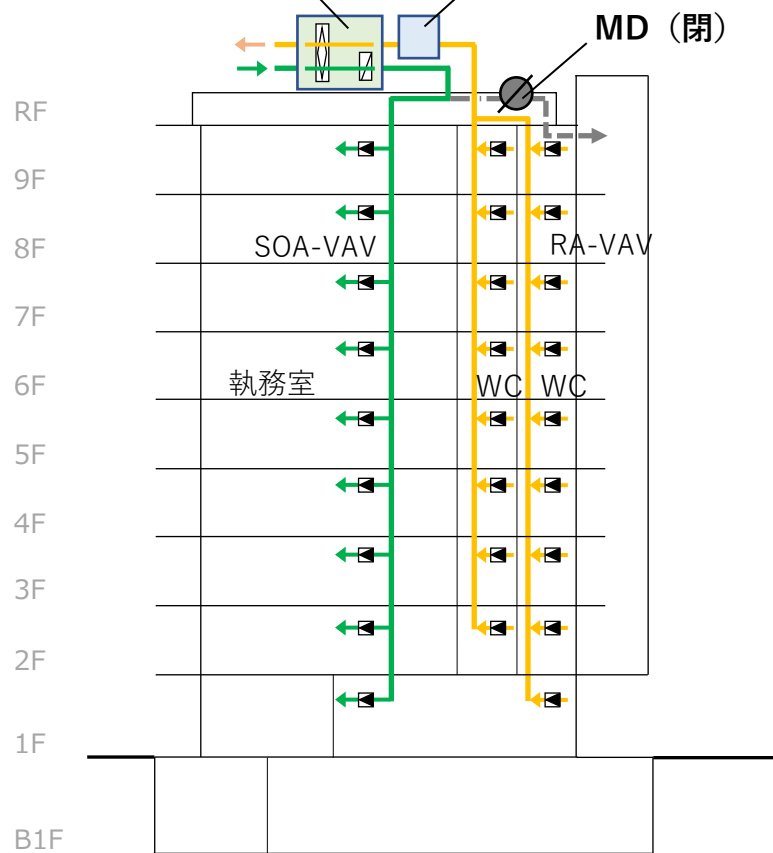 MD（閉）
RF
9F
8F
SOA-VAV
RA-VAV
7F
6F
執務室
WC
WC
5F
4F
3F
2F
1F
B1F